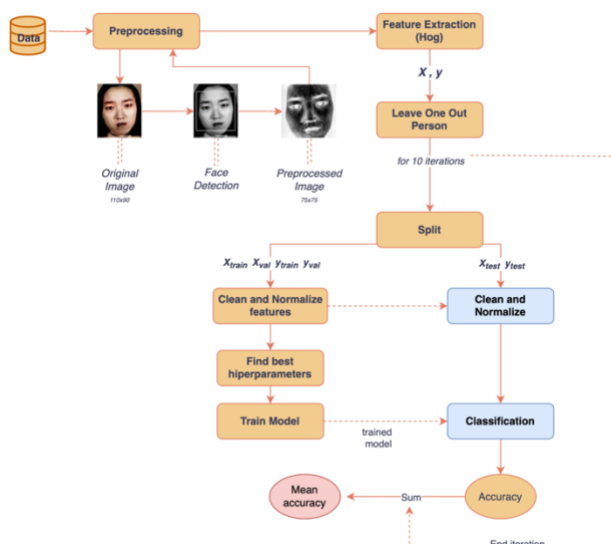 Data
Preprocessing
Feature Extraction
(Hog)
X , y
Leave One Out
Person
Original
Image
110x90
Face
Detection
Preprocessed
Image
75x75
for 10 iterations
Split
Xtrain Xval ytrain yval
Xtest ytest
Clean and Normalize
features
Clean and
Normalize
Find best
hiperparameters
Train Model
trained
model
Classification
Mean
accuracy
Sum
Accuracy
End iteration